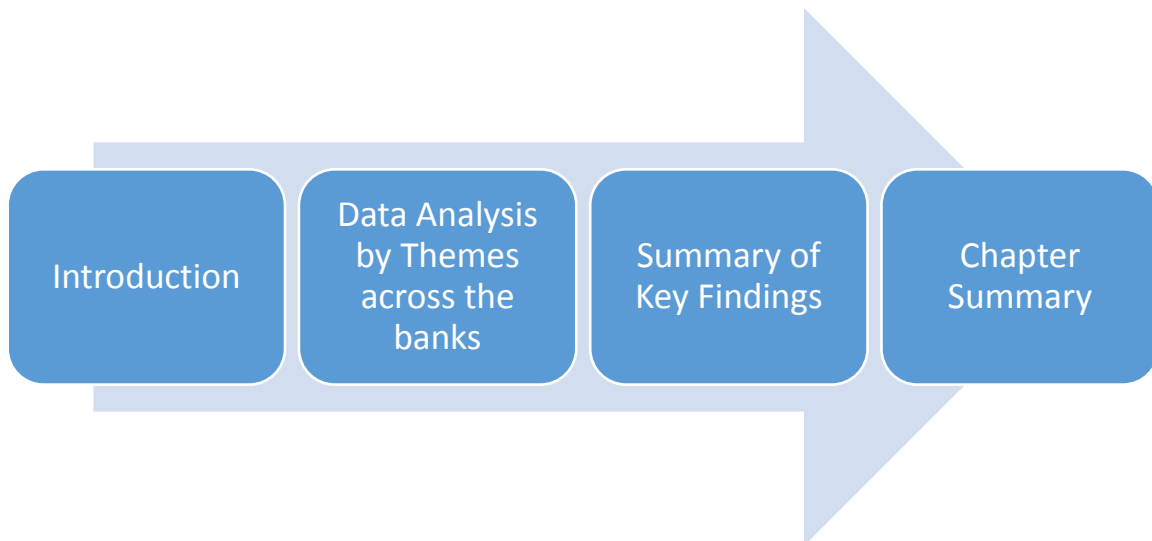 Introduction
Data Analysis
by Themes
across the
banks
Summary of
Key Findings
Chapter
Summary